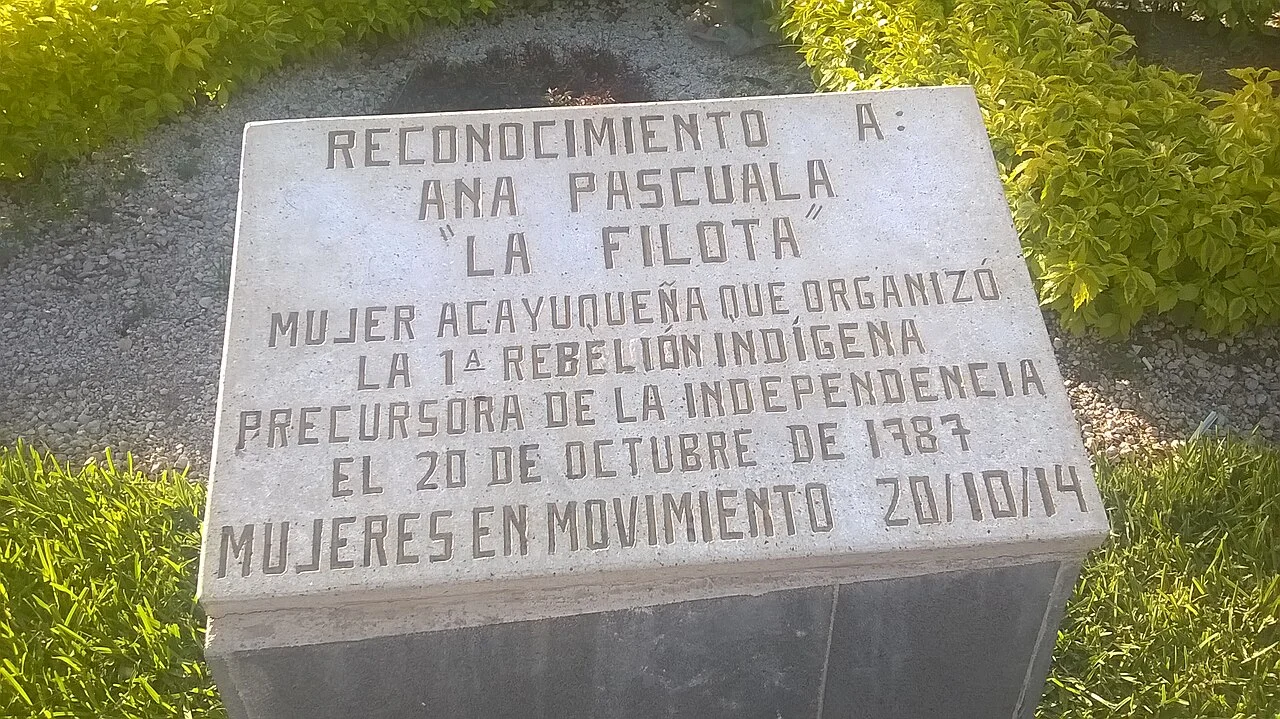 RECONOCIMIENTO A:
ANA PASCUALA
"LA FILOTA"
MUJER ACAYUQUEÑA QUE ORGANIZÓ
LA 1ª REBELIÓN INDÍGENA
PRECURSORA DE LA INDEPENDENCIA
EL 20 DE OCTUBRE DE 1787
MUJERES EN MOVIMIENTO 20/10/14